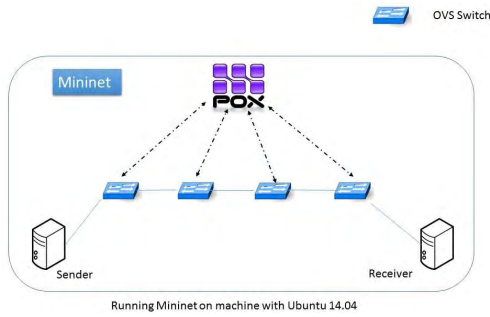 OVS Switch
Mininet
POX
Sender
Receiver
Running Mininet on machine with Ubuntu 14.04